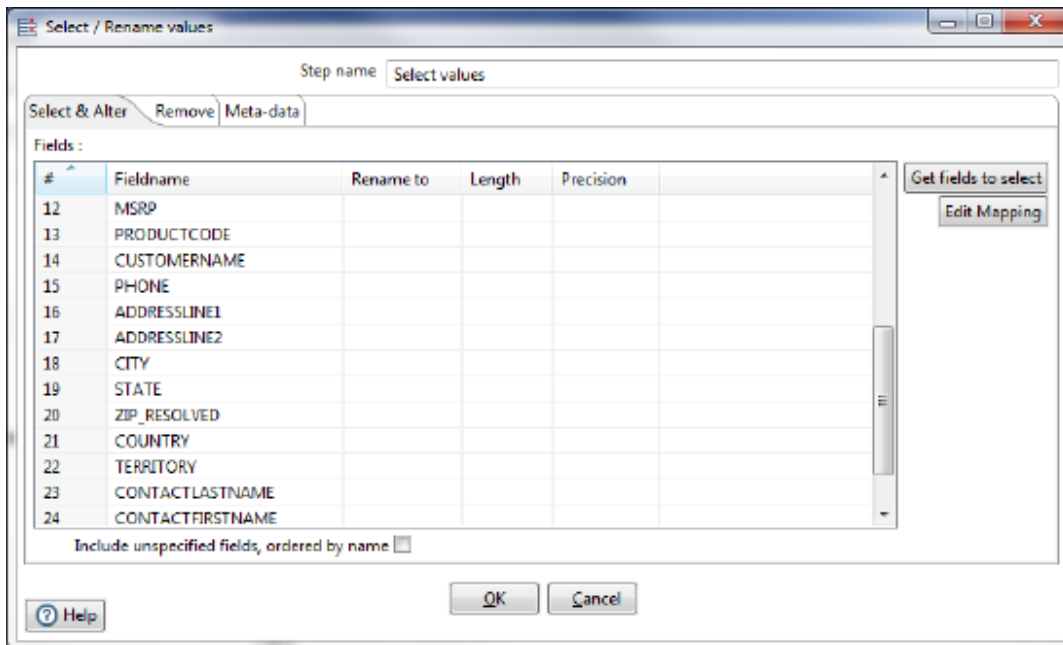 Select / Rename values
Step name Select values
Select & Alter Remove Meta-data
Fields :
# Fieldname Rename to Length Precision
Get fields to select
12 MSRP
Edit Mapping
13 PRODUCTCODE
14 CUSTOMERNAME
15 PHONE
16 ADDRESSLINE1
17 ADDRESSLINE2
18 CITY
19 STATE
20 ZIP_RESOLVED
21 COUNTRY
22 TERRITORY
23 CONTACTLASTNAME
24 CONTACTFIRSTNAME
Include unspecified fields, ordered by name
OK Cancel
Help